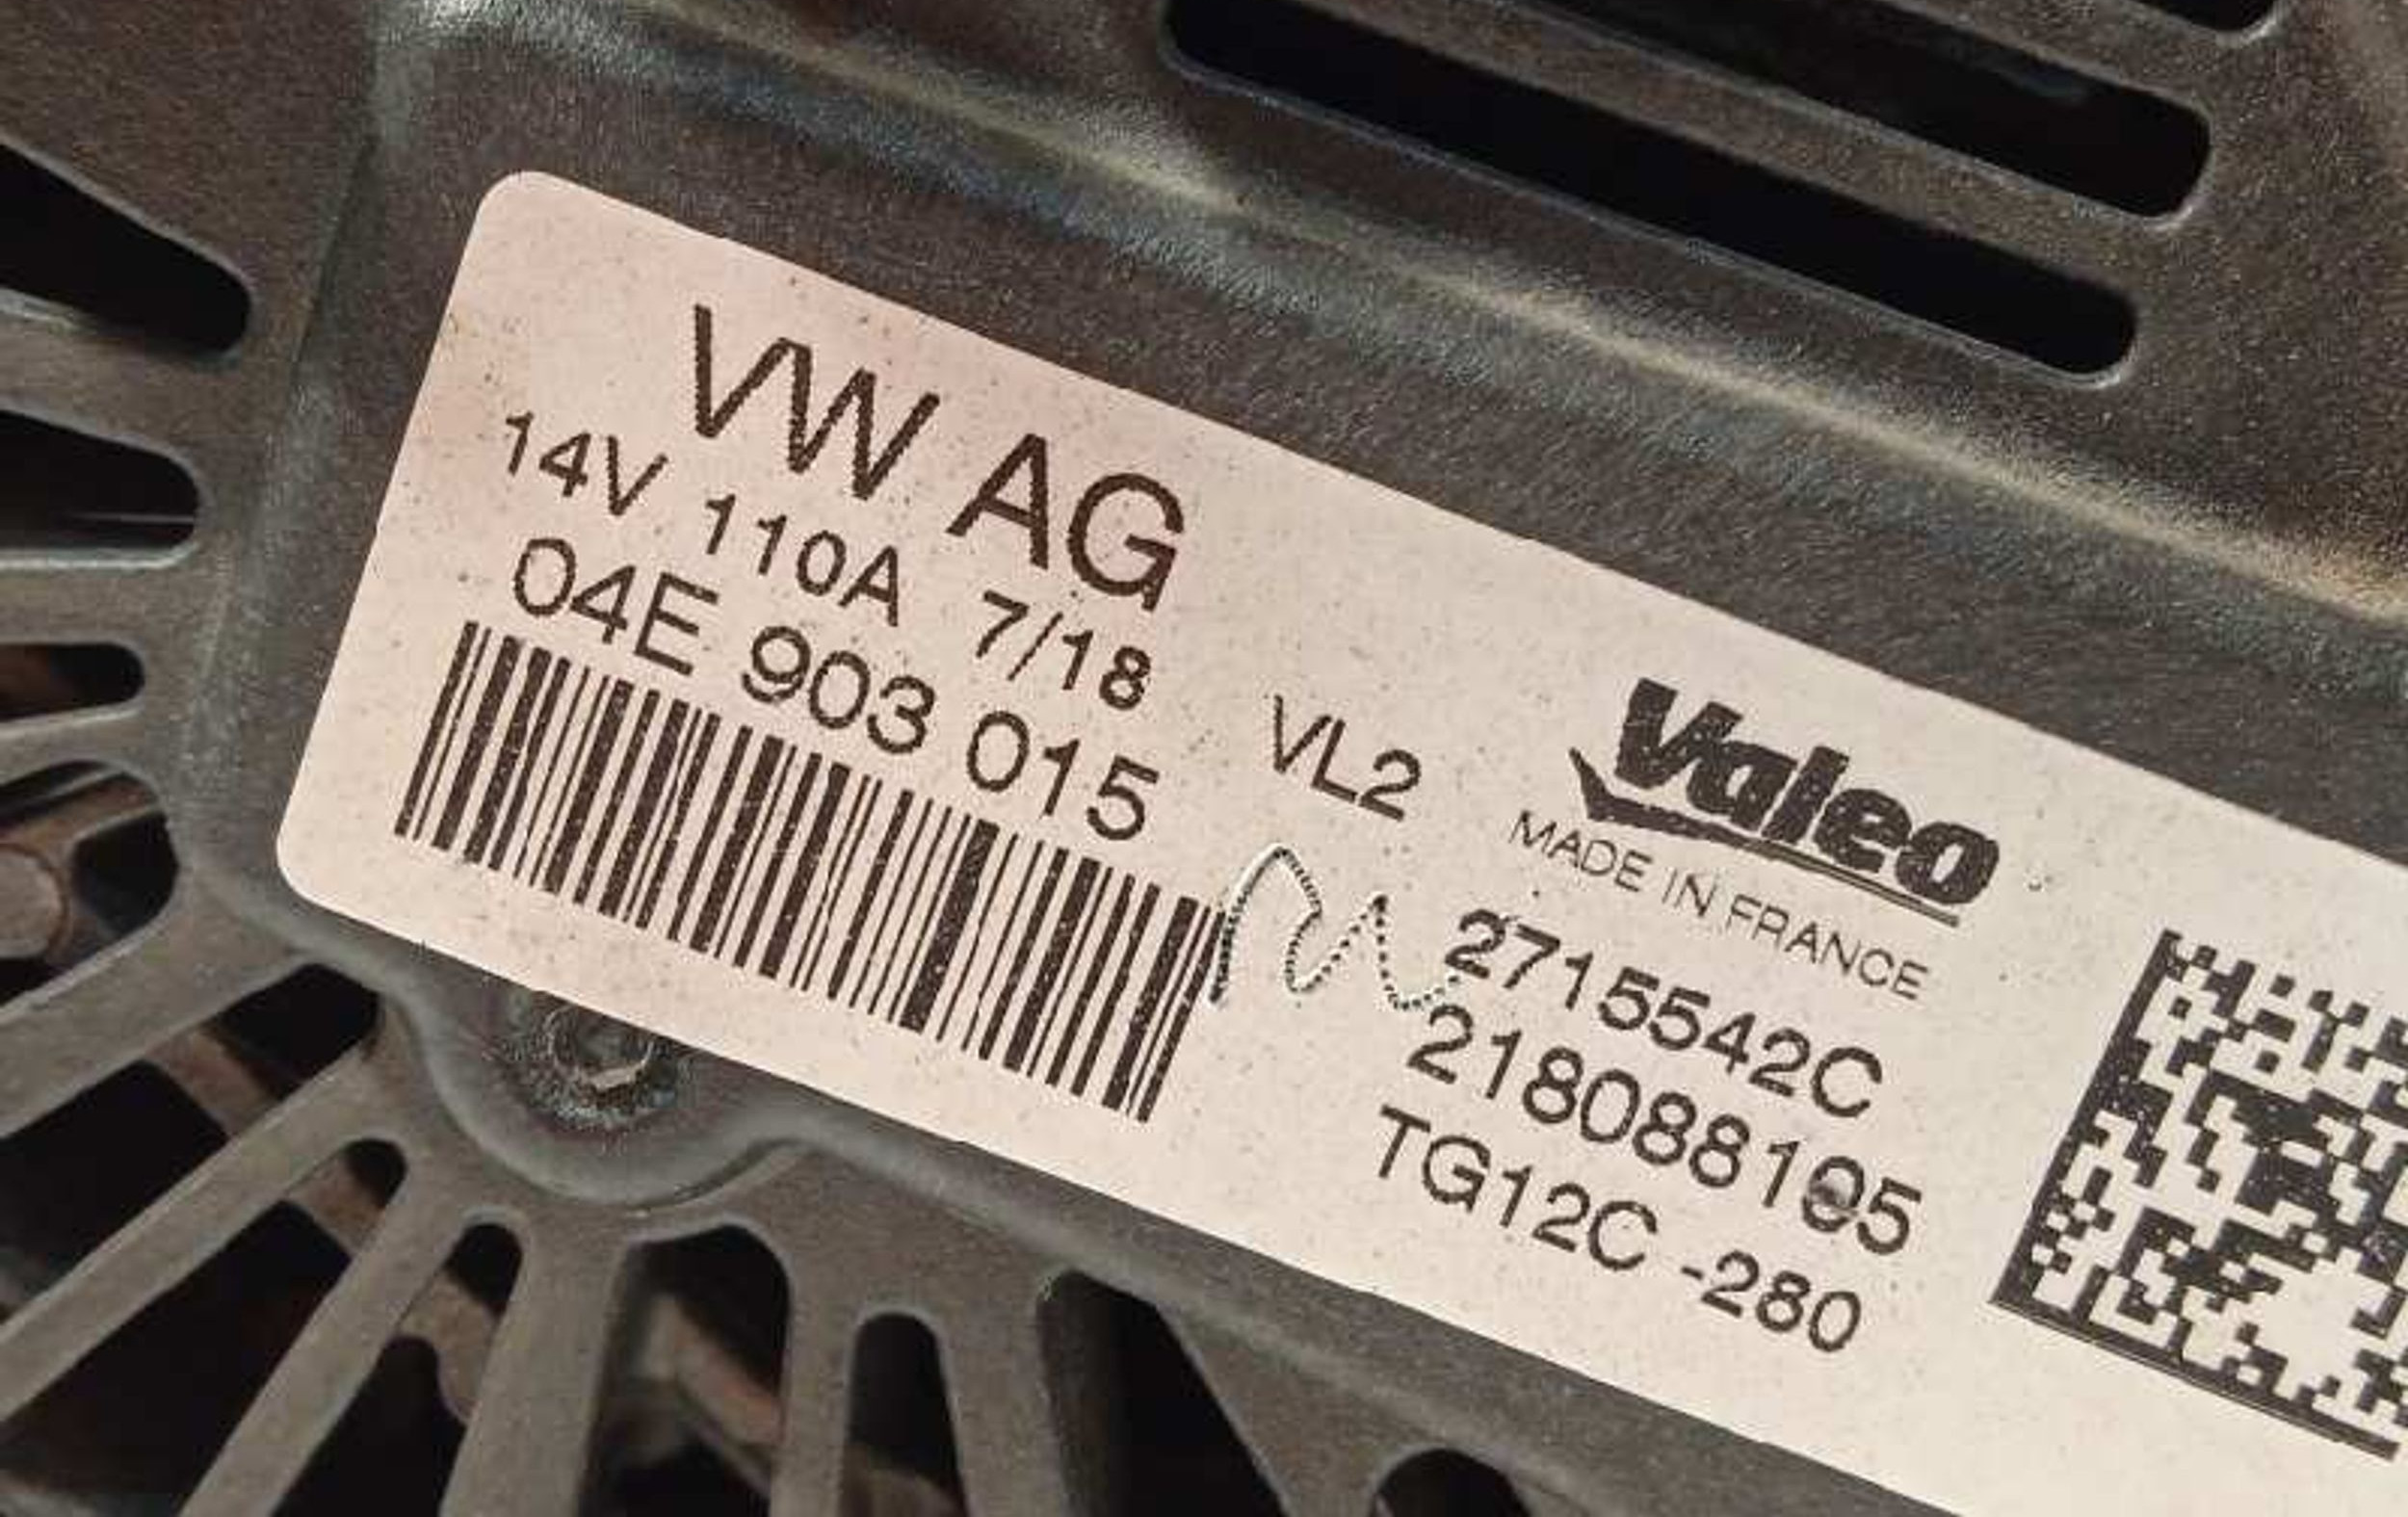 VW AG
14V 110A 7/18
04E 903 015
VL2
Valeo
MADE IN FRANCE
2715542C
218088105
TG12C -280